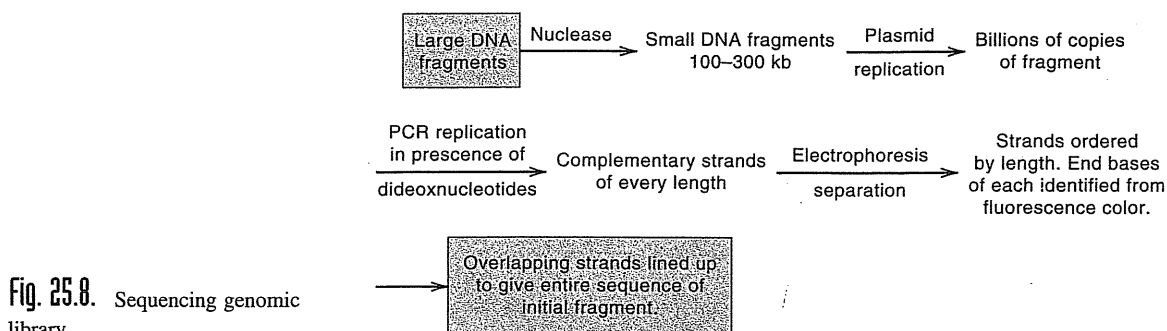 Large DNA
fragments
Nuclease
Small DNA fragments
100–300 kb
Plasmid
replication
Billions of copies
of fragment
PCR replication
in prescence of
dideoxnucleotides
Complementary strands
of every length
Electrophoresis
separation
Strands ordered
by length. End bases
of each identified from
fluorescence color.
Overlapping strands lined up
to give entire sequence of
initial fragment.
Fig. 25.8. Sequencing genomic
library